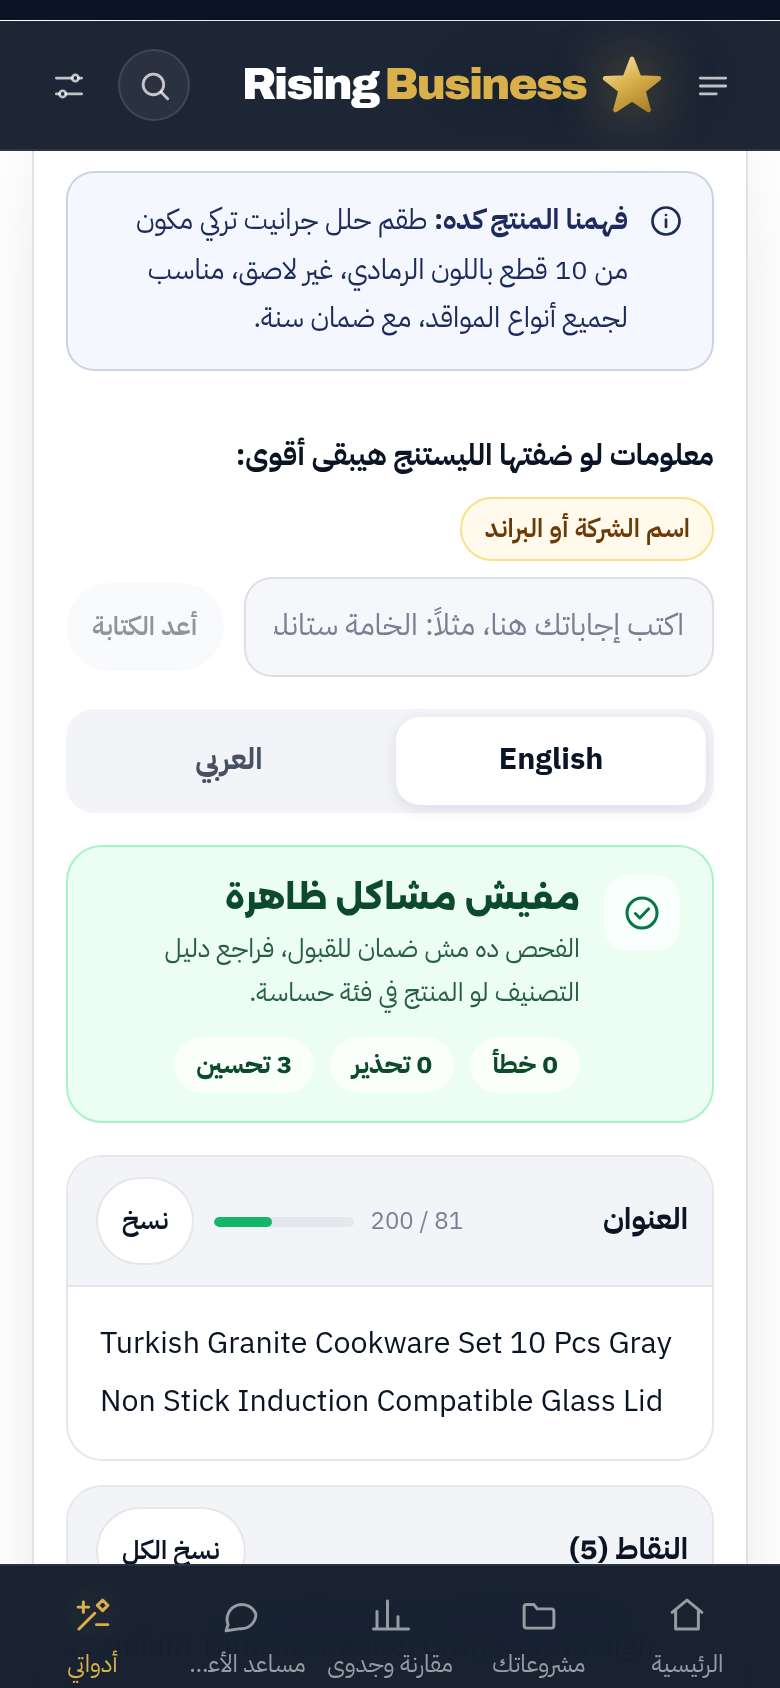 Rising Business
فهمنا المنتج كده: طقم حلل جرانيت تركي مكون
من 10 قطع باللون الرمادي، غير لاصق، مناسب
لجميع أنواع المواقد، مع ضمان سنة.
معلومات لو ضفتها الليستنج هيبقى أقوى:
اسم الشركة أو البراند
اكتب إجاباتك هنا، مثلاً: الخامة
أعد الكتابة
English
العربي
مفيش مشاكل ظاهرة
الفحص ده مش ضمان للقبول، فراجع دليل
التصنيف لو المنتج في فئة حساسة.
0 خطأ
0 تحذير
3 تحسين
العنوان
81 / 200
نسخ
Turkish Granite Cookware Set 10 Pcs Gray
Non Stick Induction Compatible Glass Lid
النقاط (5)
نسخ الكل
الرئيسية
مشروعاتك
مقارنة وجدوى
مساعد الأعـ...
أدواتي